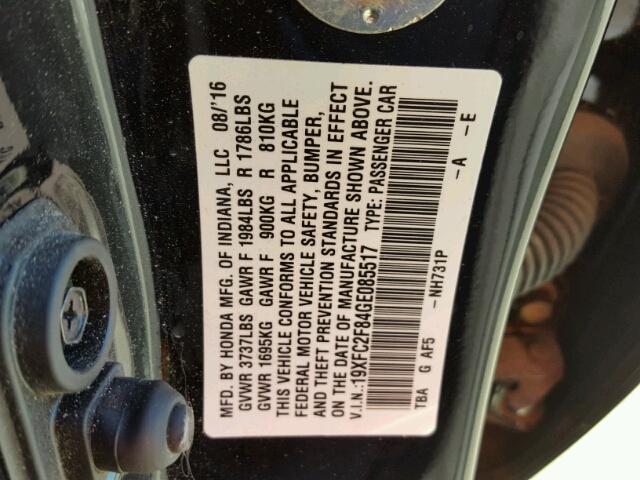 MFD. BY HONDA MFG. OF INDIANA, LLC 08/'16
GVWR 3737LBS GAWR F 1984LBS R 1786LBS
GVWR 1695KG GAWR F 900KG R 810KG
THIS VEHICLE CONFORMS TO ALL APPLICABLE
FEDERAL MOTOR VEHICLE SAFETY, BUMPER,
AND THEFT PREVENTION STANDARDS IN EFFECT
ON THE DATE OF MANUFACTURE SHOWN ABOVE.
V.I.N.:19XFC2F84GE085517 TYPE: PASSENGER CAR
TBA G AF5 -NH731P -A -E